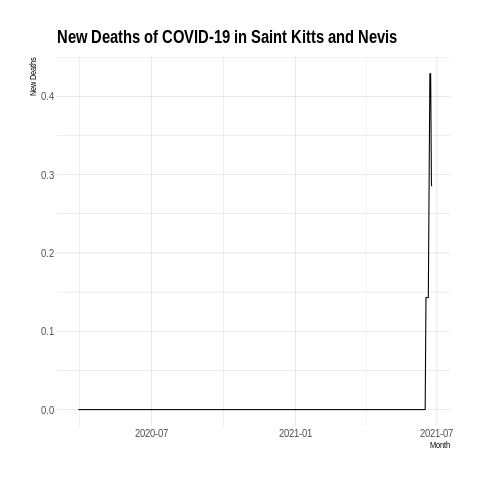 New Deaths of COVID-19 in Saint Kitts and Nevis
New Deaths
0.4
0.3
0.2
0.1
0.0
2020-07
2021-01
2021-07
Month